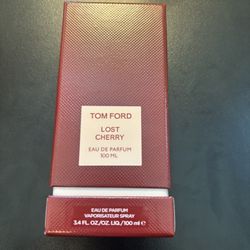 TOM FORD
LOST
CHERRY
EAU DE PARFUM
100 ML
EAU DE PARFUM
VAPORISATEUR SPRAY
3.4 FL.OZ/OZ. LIQ./100 ml ℮